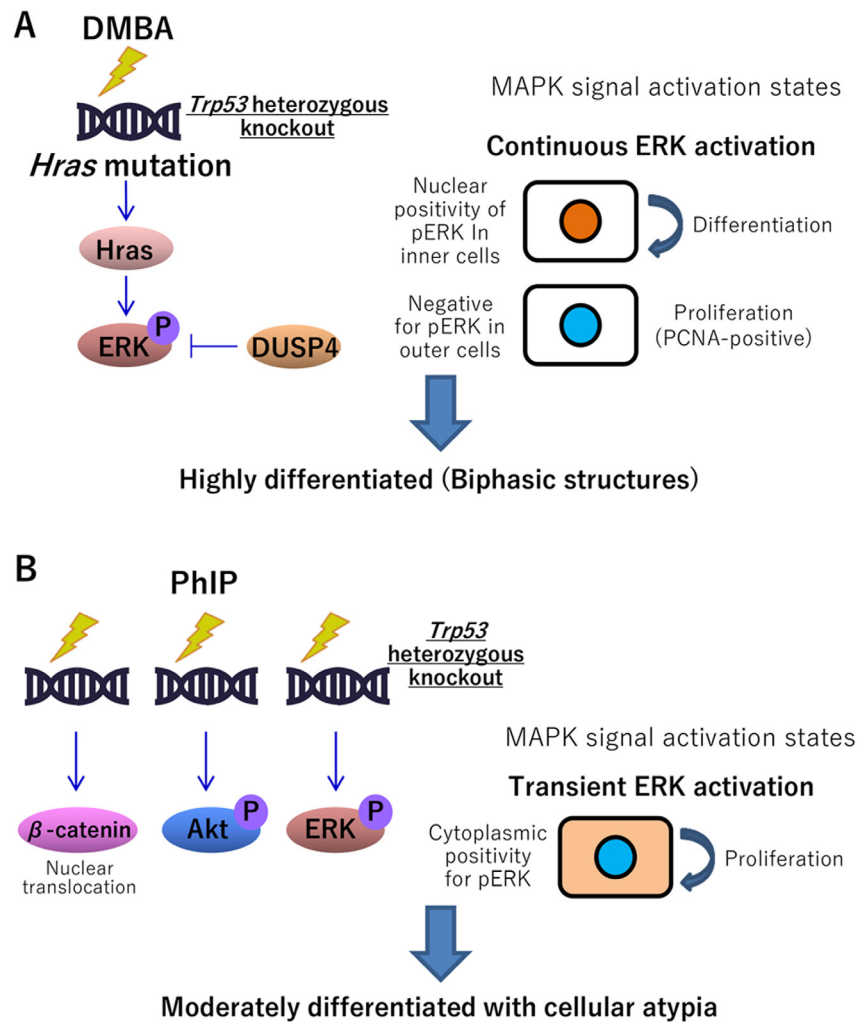 A
DMBA
Trp53 heterozygous
knockout
Hras mutation
Hras
P
ERK
DUSP4
MAPK signal activation states
Continuous ERK activation
Nuclear
positivity of
pERK In
inner cells
Differentiation
Negative
for pERK in
outer cells
Proliferation
(PCNA-positive)
Highly differentiated (Biphasic structures)
B
PhIP
Trp53
heterozygous
knockout
β-catenin
Nuclear
translocation
Akt
P
ERK
P
MAPK signal activation states
Transient ERK activation
Cytoplasmic
positivity
for pERK
Proliferation
Moderately differentiated with cellular atypia